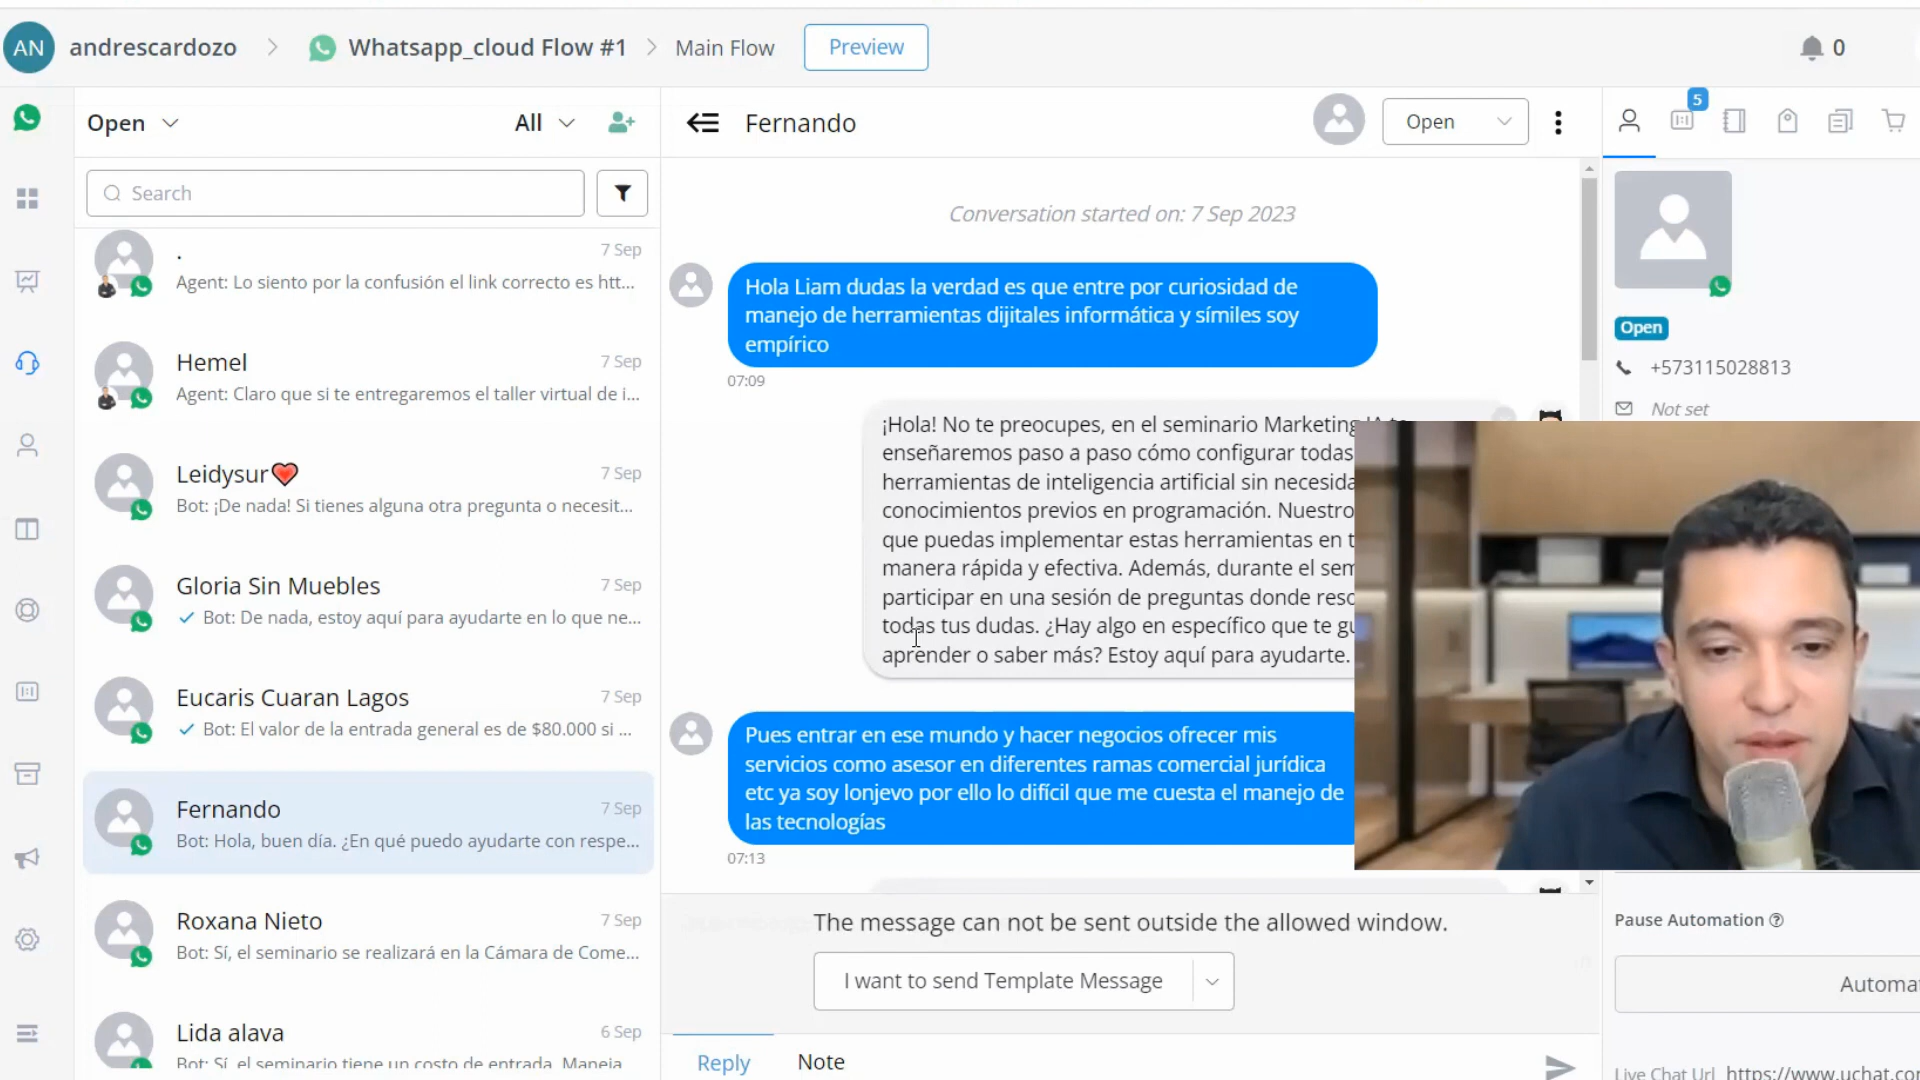 AN andrescardozo Whatsapp_cloud Flow #1 Main Flow Preview 0
Open All
Search
. 7 Sep
Agent: Lo siento por la confusión el link correcto es htt...
Hemel 7 Sep
Agent: Claro que si te entregaremos el taller virtual de i...
Leidysur❤️ 7 Sep
Bot: ¡De nada! Si tienes alguna otra pregunta o necesit...
Gloria Sin Muebles 7 Sep
Bot: De nada, estoy aquí para ayudarte en lo que ne...
Eucaris Cuaran Lagos 7 Sep
Bot: El valor de la entrada general es de $80.000 si ...
Fernando 7 Sep
Bot: Hola, buen día. ¿En qué puedo ayudarte con respe...
Roxana Nieto 7 Sep
Bot: Sí, el seminario se realizará en la Cámara de Come...
Lida alava 6 Sep
Bot: Sí, el seminario tiene un costo de entrada. Maneja
Fernando Open
Conversation started on: 7 Sep 2023
Hola Liam dudas la verdad es que entre por curiosidad de
manejo de herramientas dijitales informática y símiles soy
empírico
07:09
¡Hola! No te preocupes, en el seminario Marketing
enseñaremos paso a paso cómo configurar todas
herramientas de inteligencia artificial sin necesida
conocimientos previos en programación. Nuestro
que puedas implementar estas herramientas en t
manera rápida y efectiva. Además, durante el sem
participar en una sesión de preguntas donde reso
todas tus dudas. ¿Hay algo en específico que te gu
aprender o saber más? Estoy aquí para ayudarte.
Pues entrar en ese mundo y hacer negocios ofrecer mis
servicios como asesor en diferentes ramas comercial jurídica
etc ya soy lonjevo por ello lo difícil que me cuesta el manejo de
las tecnologías
07:13
The message can not be sent outside the allowed window.
I want to send Template Message
Reply Note
5
Open
+573115028813
Not set
Pause Automation
Automat
Live Chat Url https://www.uchat.com